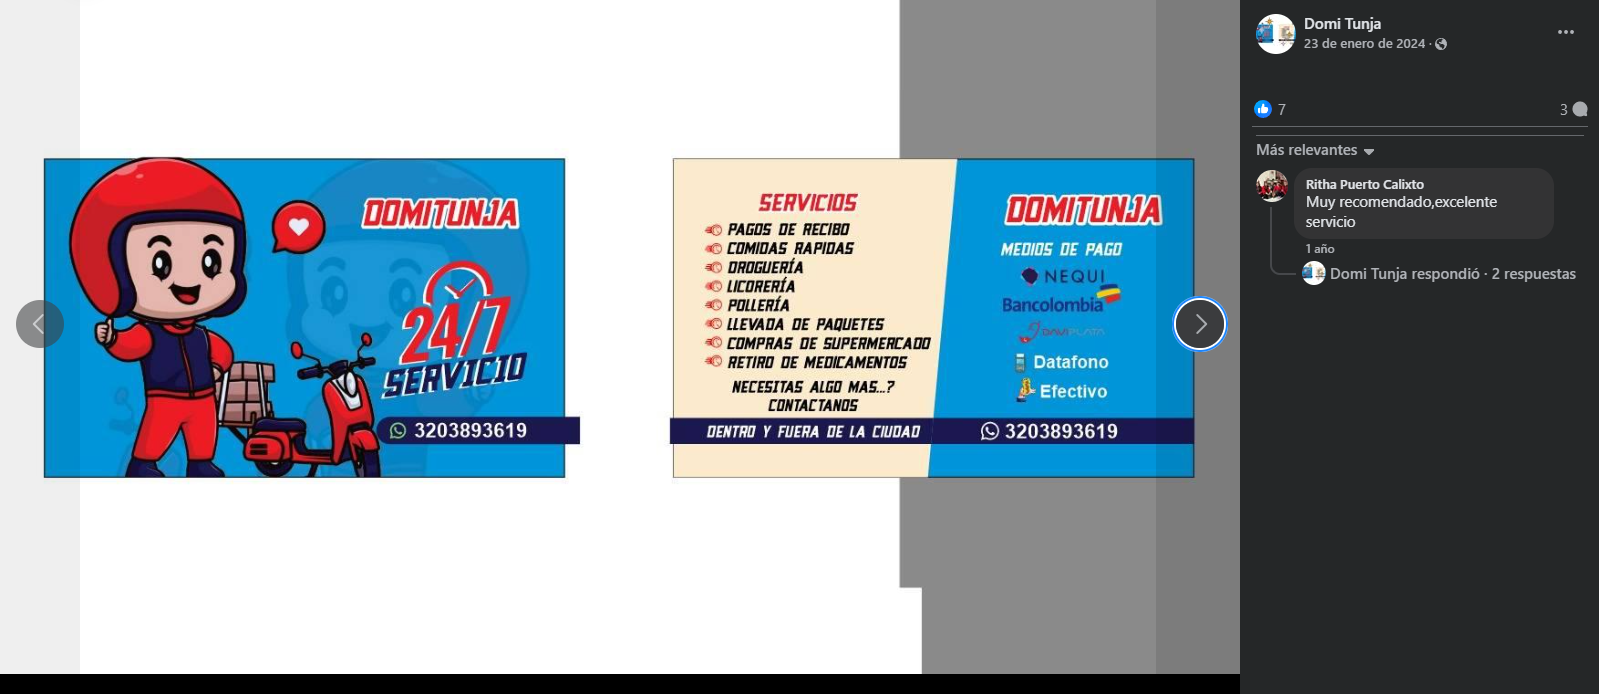 DOMITUNJA
24/7
SERVICIO
3203893619
SERVICIOS
PAGOS DE RECIBO
COMIDAS RAPIDAS
DROGUERÍA
LICORERÍA
POLLERÍA
LLEVADA DE PAQUETES
COMPRAS DE SUPERMERCADO
RETIRO DE MEDICAMENTOS
NECESITAS ALGO MAS...?
CONTACTANOS
DENTRO Y FUERA DE LA CIUDAD
DOMITUNJA
MEDIOS DE PAGO
NEQUI
Bancolombia
DAVIPLATA
Datafono
Efectivo
3203893619
Domi Tunja
23 de enero de 2024 ·
7
3
Más relevantes
Ritha Puerto Calixto
Muy recomendado,excelente
servicio
1 año
Domi Tunja respondió · 2 respuestas